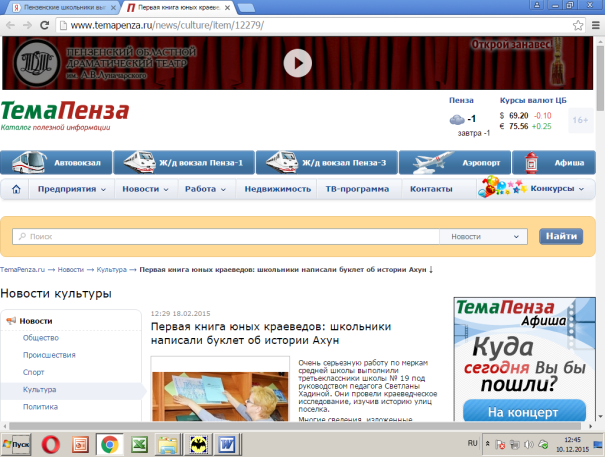 Пензенские школьники вы
Первая книга юных краеве
www.temapenza.ru/news/culture/item/12279/
ПЕНЗЕНСКИЙ ОБЛАСТНОЙ
ДРАМАТИЧЕСКИЙ ТЕАТР
им. А.В.Луначарского
Открой занавес!
ТемаПенза
Каталог полезной информации
Пенза
-1
завтра -1
Курсы валют ЦБ
$ 69.20 -0.10
€ 75.56 +0.25
16+
Автовокзал
Ж/д вокзал Пенза-1
Ж/д вокзал Пенза-3
Аэропорт
Афиша
Предприятия
Новости
Работа
Недвижимость
ТВ-программа
Контакты
Конкурсы
Поиск
Новости
Найти
TemaPenza.ru → Новости → Культура → Первая книга юных краеведов: школьники написали буклет об истории Ахун ↓
Новости культуры
Новости
Общество
Происшествия
Спорт
Культура
Политика
12:29 18.02.2015
Первая книга юных краеведов: школьники
написали буклет об истории Ахун
Очень серьезную работу по меркам
средней школы выполнили
третьеклассники школы № 19 под
руководством педагога Светланы
Хадиной. Они провели краеведческое
исследование, изучив историю улиц
поселка.
Многие сведения, изложенные
ТемаПенза
Афиша
Куда
сегодня Вы бы
пошли?
На концерт
Пуск
RU
12:45
10.12.2015